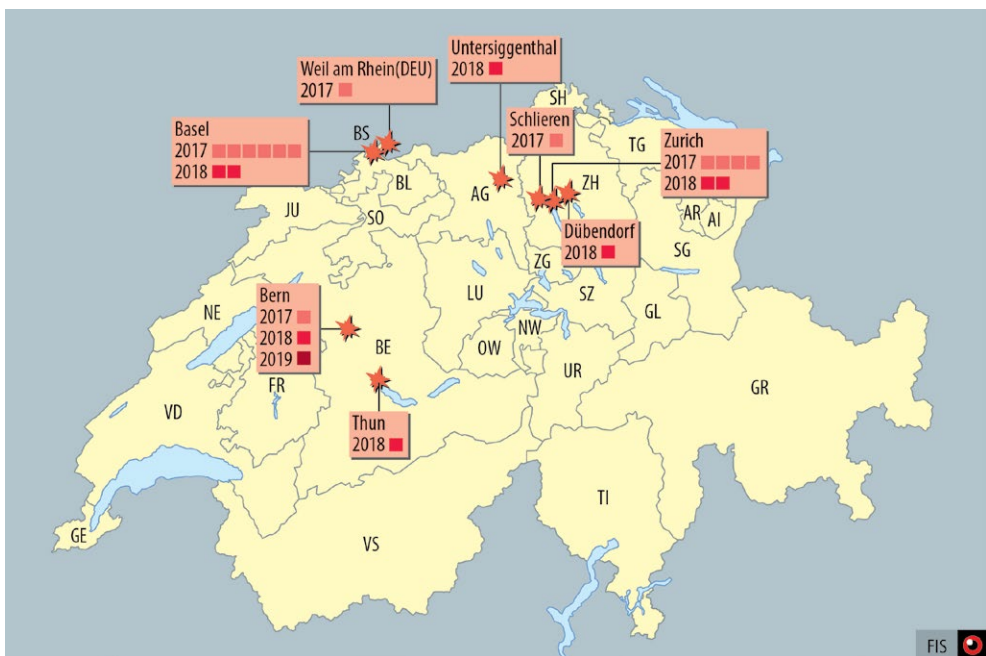 Untersiggenthal
2018
Weil am Rhein(DEU)
2017
SH
Schlieren
2017
TG
Zurich
2017
2018
Basel
2017
2018
BS
BL
AG
ZH
JU
SO
AR
AI
Dübendorf
2018
SG
ZG
LU
SZ
GL
NE
Bern
2017
2018
2019
BE
NW
OW
UR
FR
GR
VD
Thun
2018
TI
GE
VS
FIS